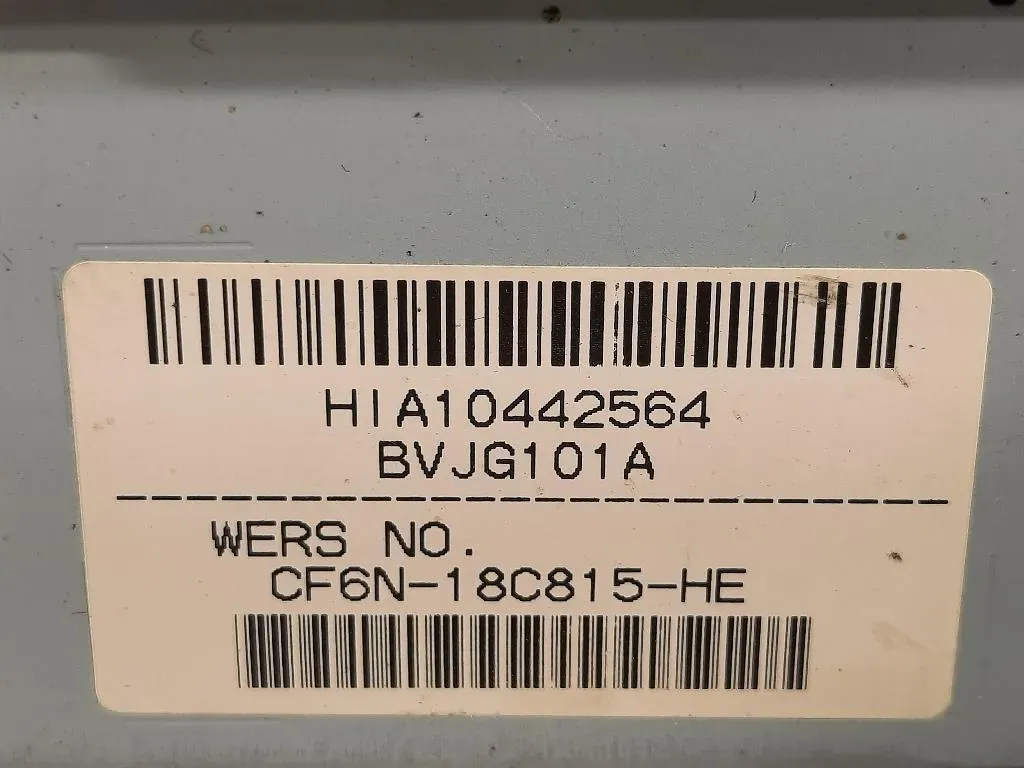 HIA10442564
BVJG101A
WERS NO.
CF6N-18C815-HE